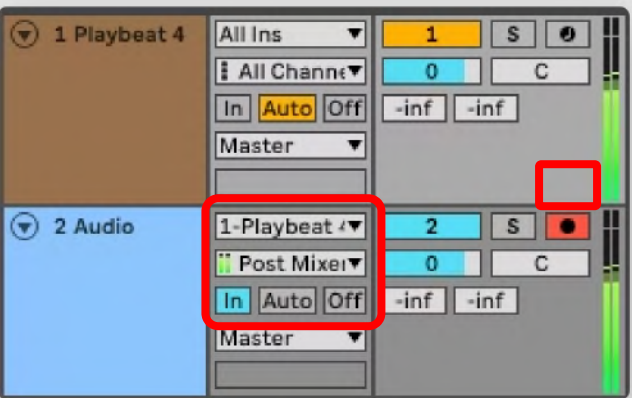 1 Playbeat 4 All Ins 1 S
All Channe 0 C
In Auto Off -inf -inf
Master
2 Audio 1-Playbeat 2 S
Post Mixer 0 C
In Auto Off -inf -inf
Master